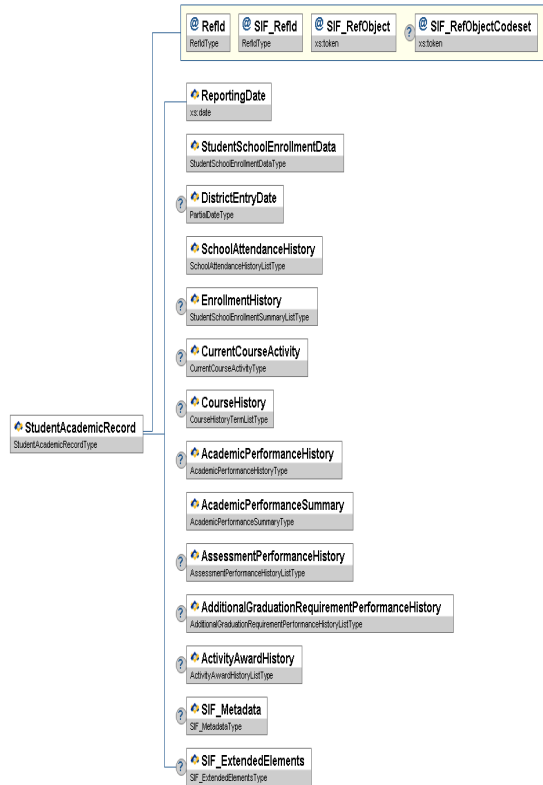 @ RefId
RefIdType
@ SIF_RefId
RefIdType
@ SIF_RefObject
xs:token
? @ SIF_RefObjectCodeset
xs:token
ReportingDate
xs:date
StudentSchoolEnrollmentData
StudentSchoolEnrollmentDataType
? DistrictEntryDate
PartialDateType
SchoolAttendanceHistory
SchoolAttendanceHistoryListType
? EnrollmentHistory
StudentSchoolEnrollmentSummaryListType
? CurrentCourseActivity
CurrentCourseActivityType
? CourseHistory
CourseHistoryTermListType
StudentAcademicRecord
StudentAcademicRecordType
? AcademicPerformanceHistory
AcademicPerformanceHistoryType
AcademicPerformanceSummary
AcademicPerformanceSummaryType
? AssessmentPerformanceHistory
AssessmentPerformanceHistoryListType
? AdditionalGraduationRequirementPerformanceHistory
AdditionalGraduationRequirementPerformanceHistoryListType
? ActivityAwardHistory
ActivityAwardHistoryListType
? SIF_Metadata
SIF_MetadataType
? SIF_ExtendedElements
SIF_ExtendedElementsType